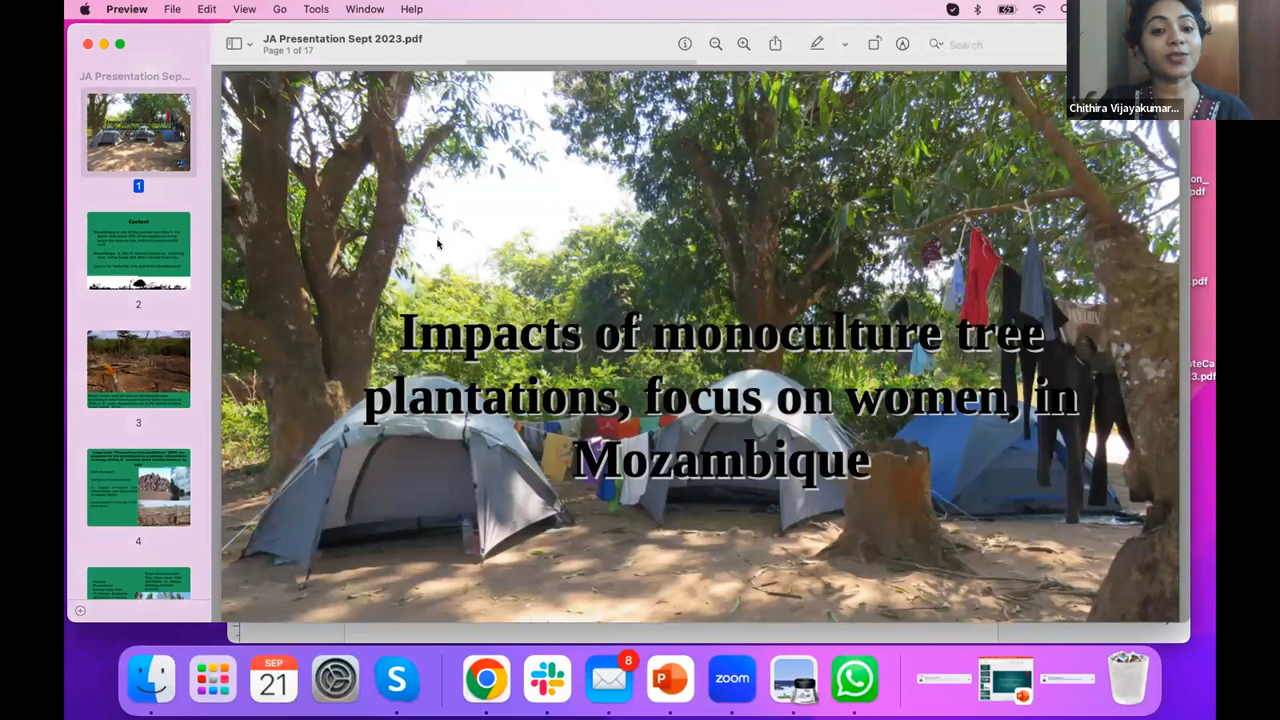 Preview File Edit View Go Tools Window Help
JA Presentation Sept 2023.pdf
Page 1 of 17
Search
Chithira Vijayakumar...
JA Presentation Sep...
1
Context
2
3
4
.pdf
Impacts of monoculture tree
plantations, focus on women, in
Mozambique
SEP
21
8
zoom